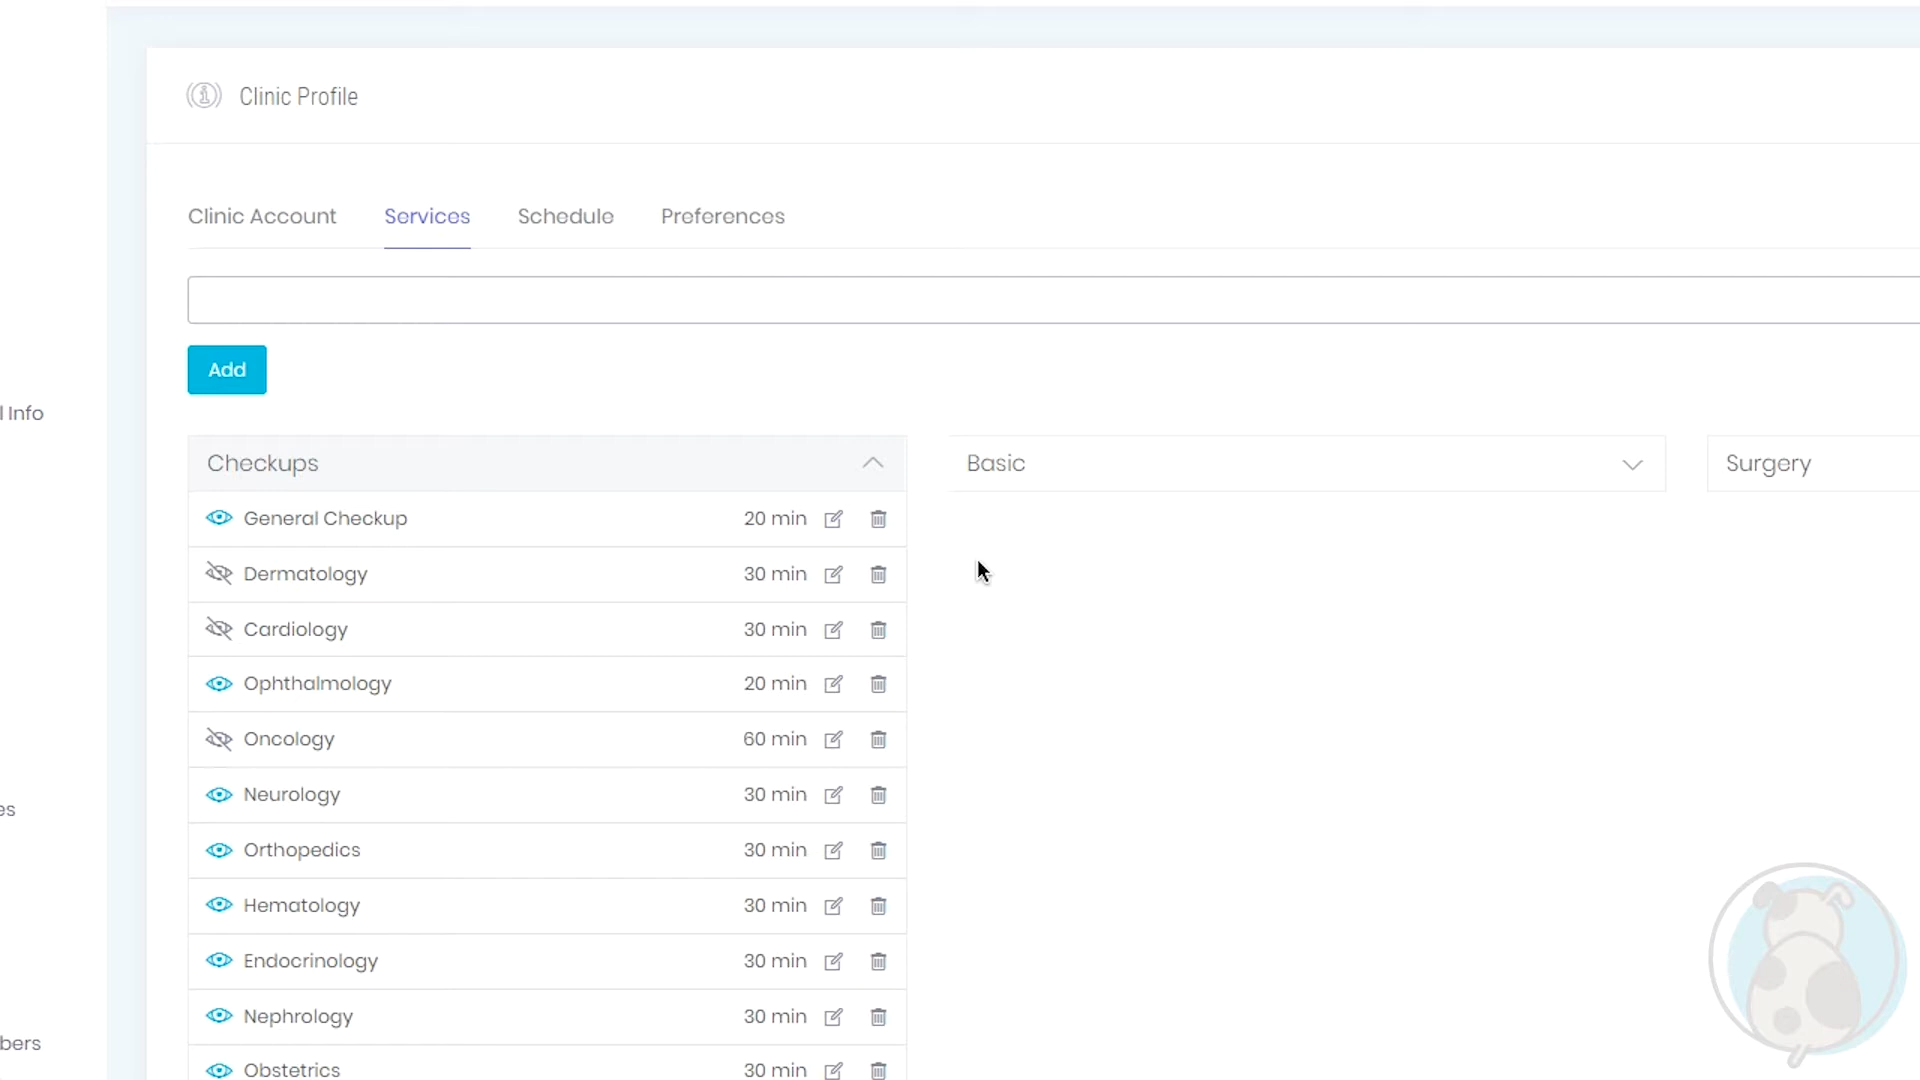 Clinic Profile
Clinic Account Services Schedule Preferences
Add
l Info
Checkups
General Checkup 20 min
Dermatology 30 min
Cardiology 30 min
Ophthalmology 20 min
Oncology 60 min
Neurology 30 min
Orthopedics 30 min
Hematology 30 min
Endocrinology 30 min
Nephrology 30 min
Obstetrics 30 min
Basic
Surgery
es
bers